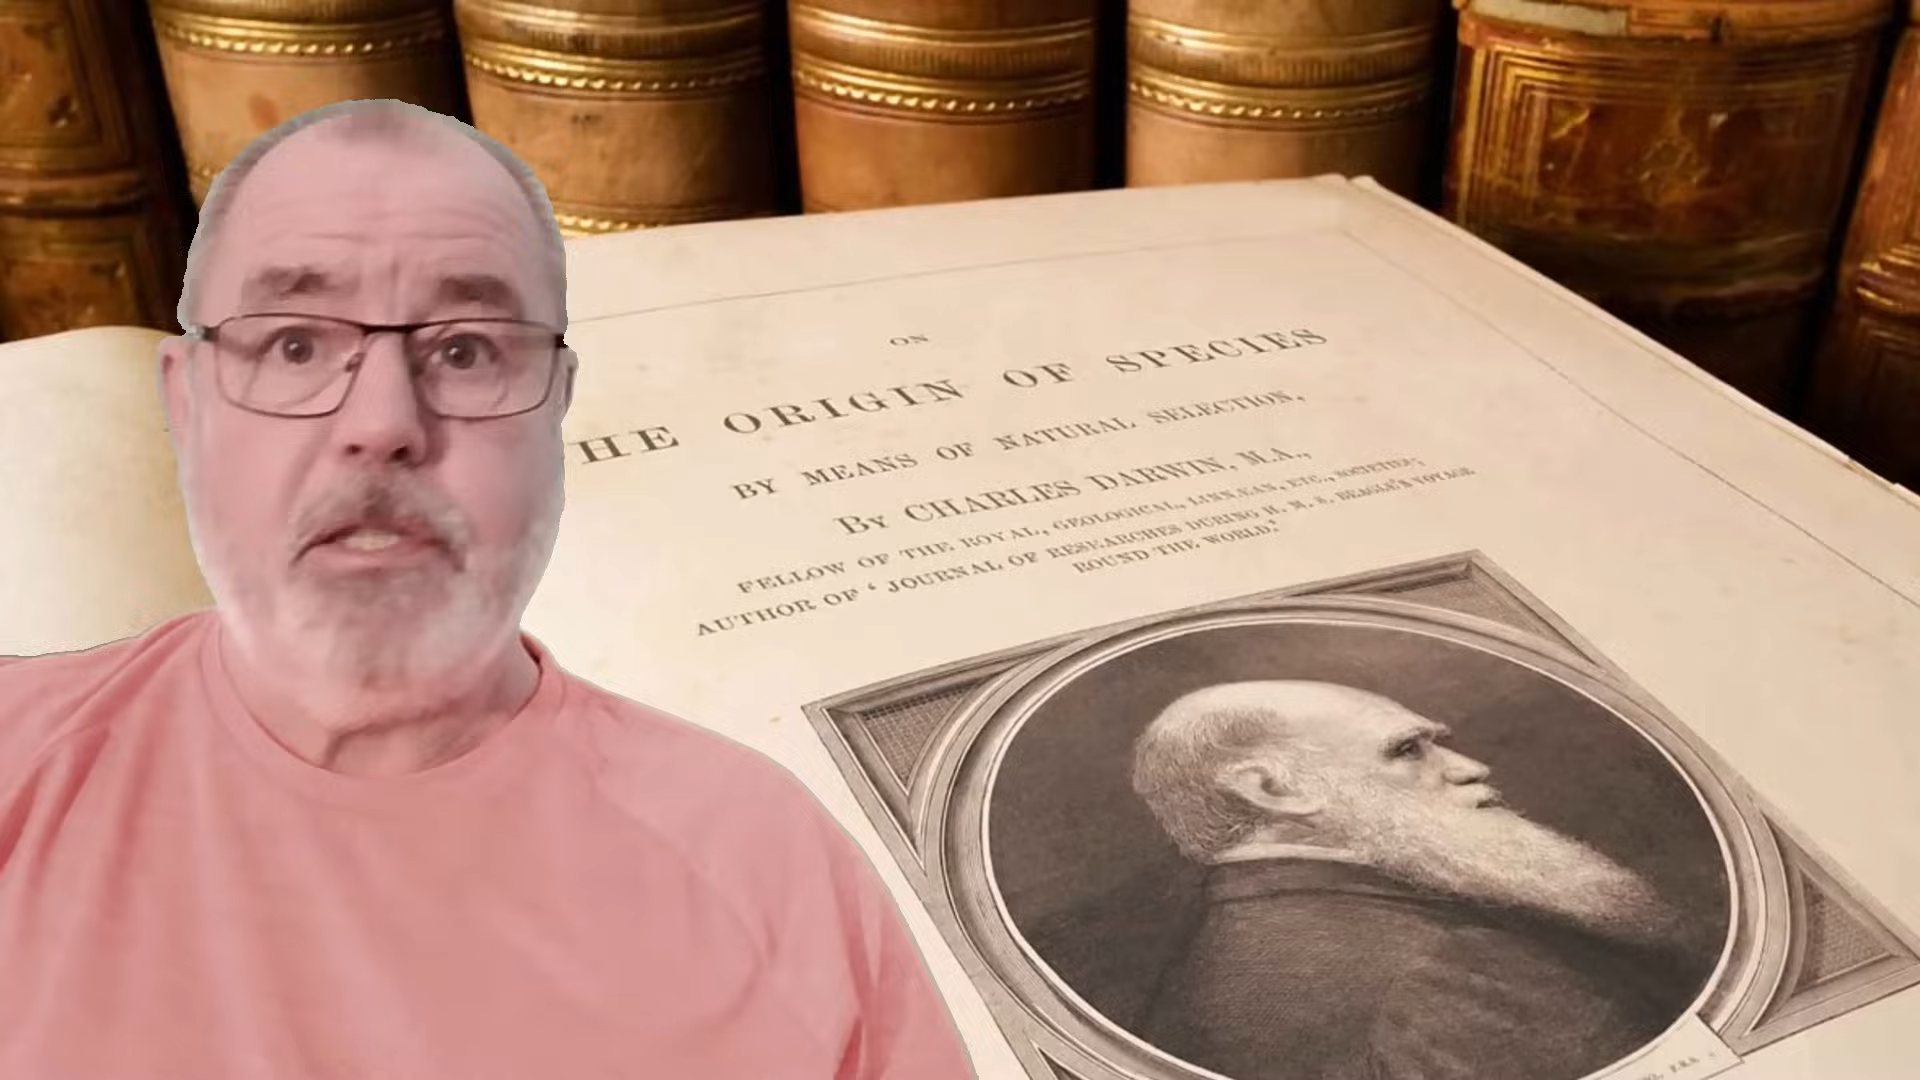 ON
HE ORIGIN OF SPECIES
BY MEANS OF NATURAL SELECTION,
BY CHARLES DARWIN, M.A.,
FELLOW OF THE ROYAL, GEOLOGICAL, LINNÆAN, ETC., SOCIETIES;
AUTHOR OF ‘ JOURNAL OF RESEARCHES DURING H. M. S. BEAGLE'S VOYAGE
ROUND THE WORLD.’